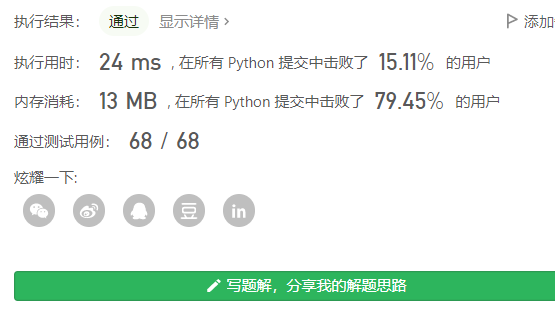 执行结果： 通过 显示详情 > 添加
执行用时： 24 ms , 在所有 Python 提交中击败了 15.11% 的用户
内存消耗： 13 MB , 在所有 Python 提交中击败了 79.45% 的用户
通过测试用例： 68 / 68
炫耀一下:
in
写题解，分享我的解题思路